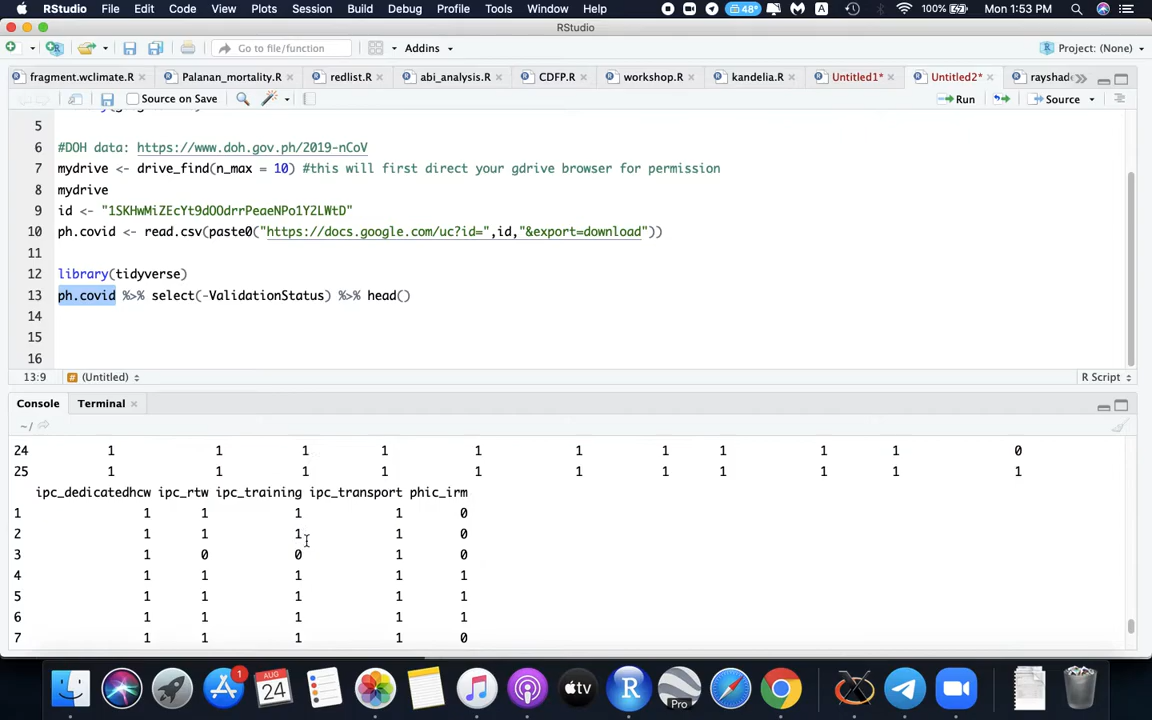 RStudio File Edit Code View Plots Session Build Debug Profile Tools Window Help 48° A 100% Mon 1:53 PM
RStudio
Go to file/function Addins Project: (None)
fragment.wclimate.R Palanan_mortality.R redlist.R abi_analysis.R CDFP.R workshop.R kandelia.R Untitled1* Untitled2* rayshad
Source on Save Run Source
5
6 #DOH data: https://www.doh.gov.ph/2019-nCoV
7 mydrive <- drive_find(n_max = 10) #this will first direct your gdrive browser for permission
8 mydrive
9 id <- "1SKHwMiZEcYt9dOOdrrPeaeNPo1Y2LWtD"
10 ph.covid <- read.csv(paste0("https://docs.google.com/uc?id=",id,"&export=download"))
11
12 library(tidyverse)
13 ph.covid %>% select(-ValidationStatus) %>% head()
14
15
16
13:9 (Untitled) R Script
Console Terminal
~/
24 1 1 1 1 1 1 1 1 1 1 0
25 1 1 1 1 1 1 1 1 1 1 1
ipc_dedicatedhcw ipc_rtw ipc_training ipc_transport phic_irm
1 1 1 1 1 0
2 1 1 1 1 0
3 1 0 0 1 0
4 1 1 1 1 1
5 1 1 1 1 1
6 1 1 1 1 1
7 1 1 1 1 0
AUG
24
1
tv
R
Pro